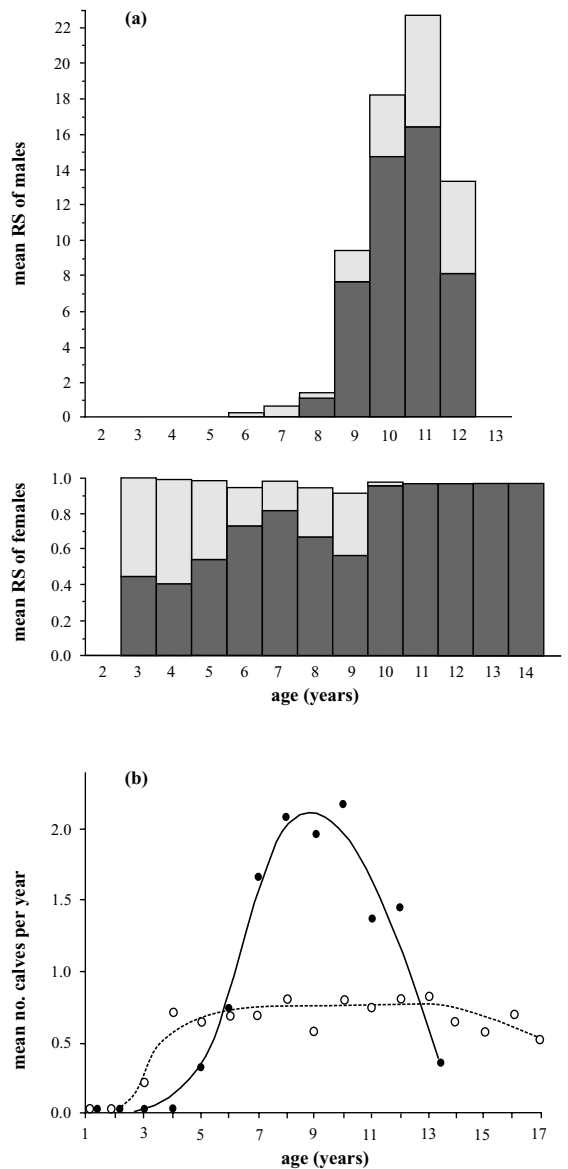 (a)
mean RS of males
22
20
18
16
14
12
10
8
6
4
2
0
2 3 4 5 6 7 8 9 10 11 12 13
mean RS of females
1.0
0.8
0.6
0.4
0.2
0.0
2 3 4 5 6 7 8 9 10 11 12 13 14
age (years)
(b)
mean no. calves per year
2.0
1.5
1.0
0.5
0.0
1 3 5 7 9 11 13 15 17
age (years)